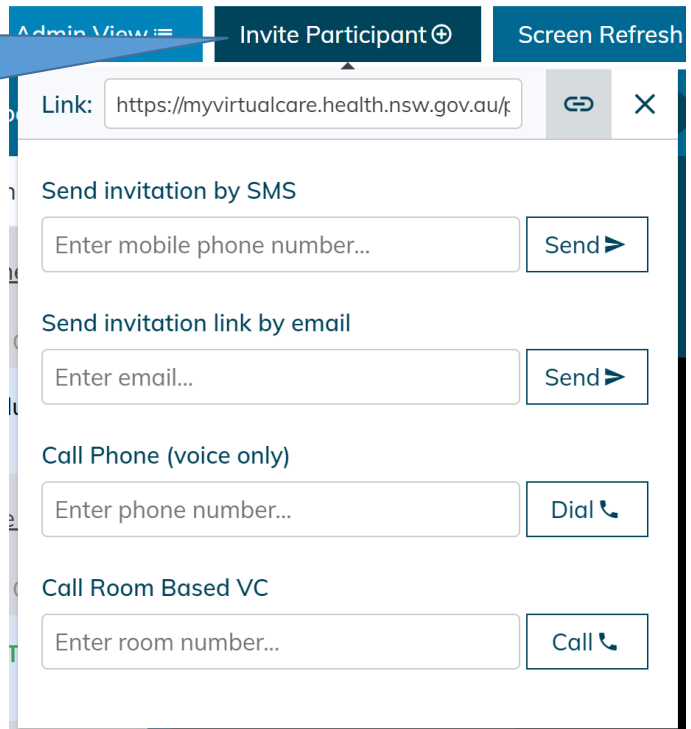 Admin View
Invite Participant
Screen Refresh
Link:
https://myvirtualcare.health.nsw.gov.au/p
Send invitation by SMS
Enter mobile phone number...
Send
Send invitation link by email
Enter email...
Send
Call Phone (voice only)
Enter phone number...
Dial
Call Room Based VC
Enter room number...
Call